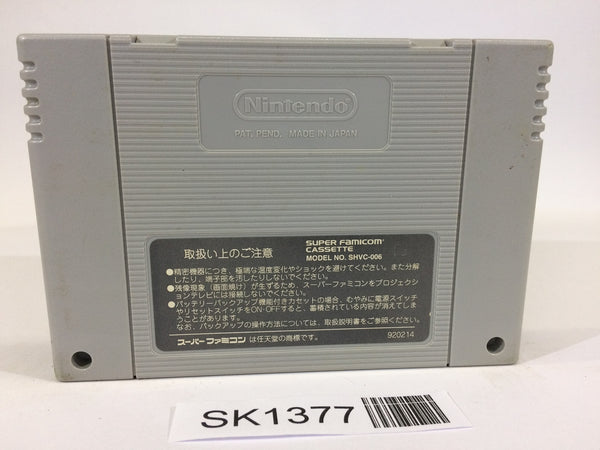 Nintendo
PAT. PEND. MADE IN JAPAN
取扱い上のご注意
SUPER FAMICOM
CASSETTE
MODEL NO. SHVC-006
●精密機器につき、極端な温度変化やショックを避けてください。また分解
したり、端子部を汚したりしないでください。
●残像現象（画面焼け）が生ずるため、スーパーファミコンをプロジェクシ
ョンテレビには接続しないでください。
●バッテリーバックアップ機能付きカセットの場合、むやみに電源スイッチ
やリセットスイッチをON・OFFすると、蓄積されている内容が消えてしま
うことがあります。
なお、バックアップの操作方法については、取扱説明書をご参照ください。
スーパーファミコン は任天堂の商標です。
920214
SK1377